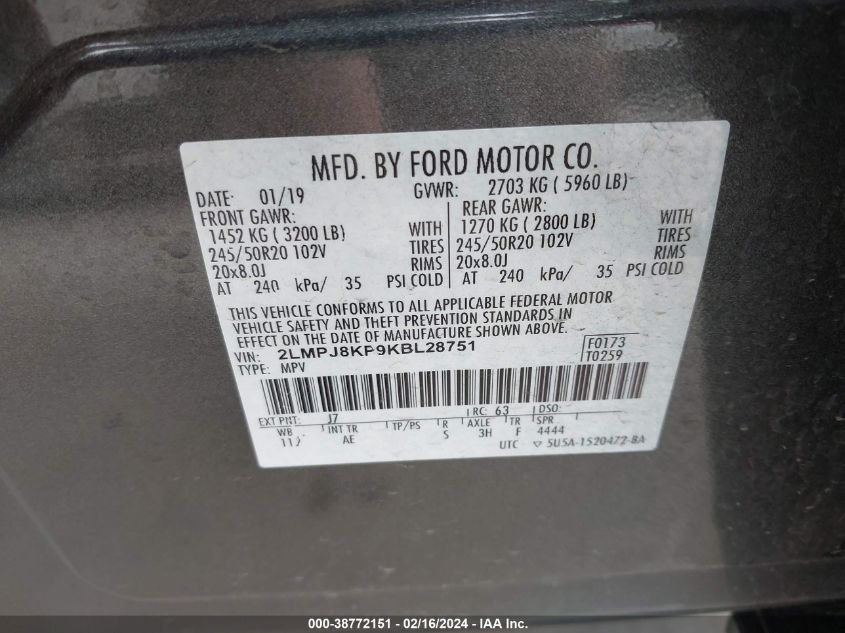 MFD. BY FORD MOTOR CO.
DATE: 01/19 GVWR: 2703 KG ( 5960 LB)
FRONT GAWR: REAR GAWR:
1452 KG ( 3200 LB) WITH 1270 KG ( 2800 LB) WITH
245/50R20 102V TIRES 245/50R20 102V TIRES
20x8.0J RIMS 20x8.0J RIMS
AT 240 kPa/ 35 PSI COLD AT 240 kPa/ 35 PSI COLD
THIS VEHICLE CONFORMS TO ALL APPLICABLE FEDERAL MOTOR
VEHICLE SAFETY AND THEFT PREVENTION STANDARDS IN
EFFECT ON THE DATE OF MANUFACTURE SHOWN ABOVE.
VIN: 2LMPJ8KP9KBL28751 F0173
TYPE: MPV T0259
EXT PNT: J7 RC: 63 DSO:
WB INT TR TP/PS R AXLE TR SPR
AE S 3H F 4444
UTC 5U5A-1520472-BA
000-38772151 - 02/16/2024 - IAA Inc.